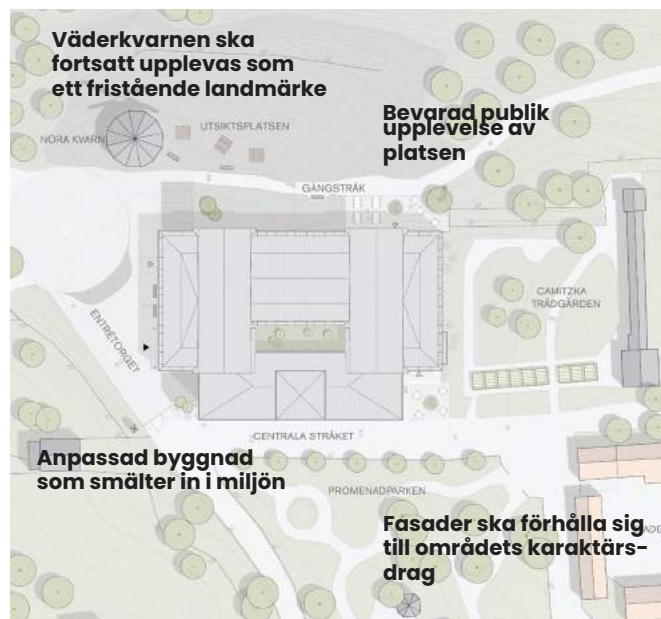 Väderkvarnen ska
fortsatt upplevas som
ett fristående landmärke
Bevarad publik
upplevelse av
platsen
NORA KVARN
UTSIKTSPLATSEN
GÅNGSTRÅK
CAMITZKA
TRÄDGÅRDEN
ENTRÉTORGET
CENTRALA STRÅKET
Anpassad byggnad
som smälter in i miljön
PROMENADPARKEN
Fasader ska förhålla sig
till områdets karaktärs-
drag